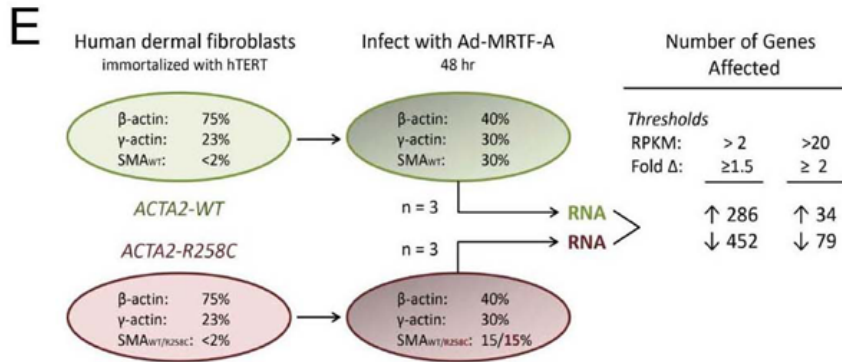 E
Human dermal fibroblasts
immortalized with hTERT
Infect with Ad-MRTF-A
48 hr
Number of Genes
Affected
β-actin: 75%
γ-actin: 23%
SMAWT: <2%
β-actin: 40%
γ-actin: 30%
SMAWT: 30%
Thresholds
RPKM: > 2 >20
Fold Δ: ≥1.5 ≥ 2
ACTA2-WT
n = 3
RNA
↑ 286 ↑ 34
ACTA2-R258C
n = 3
RNA
↓ 452 ↓ 79
β-actin: 75%
γ-actin: 23%
SMAWT/R258C: <2%
β-actin: 40%
γ-actin: 30%
SMAWT/R258C: 15/15%